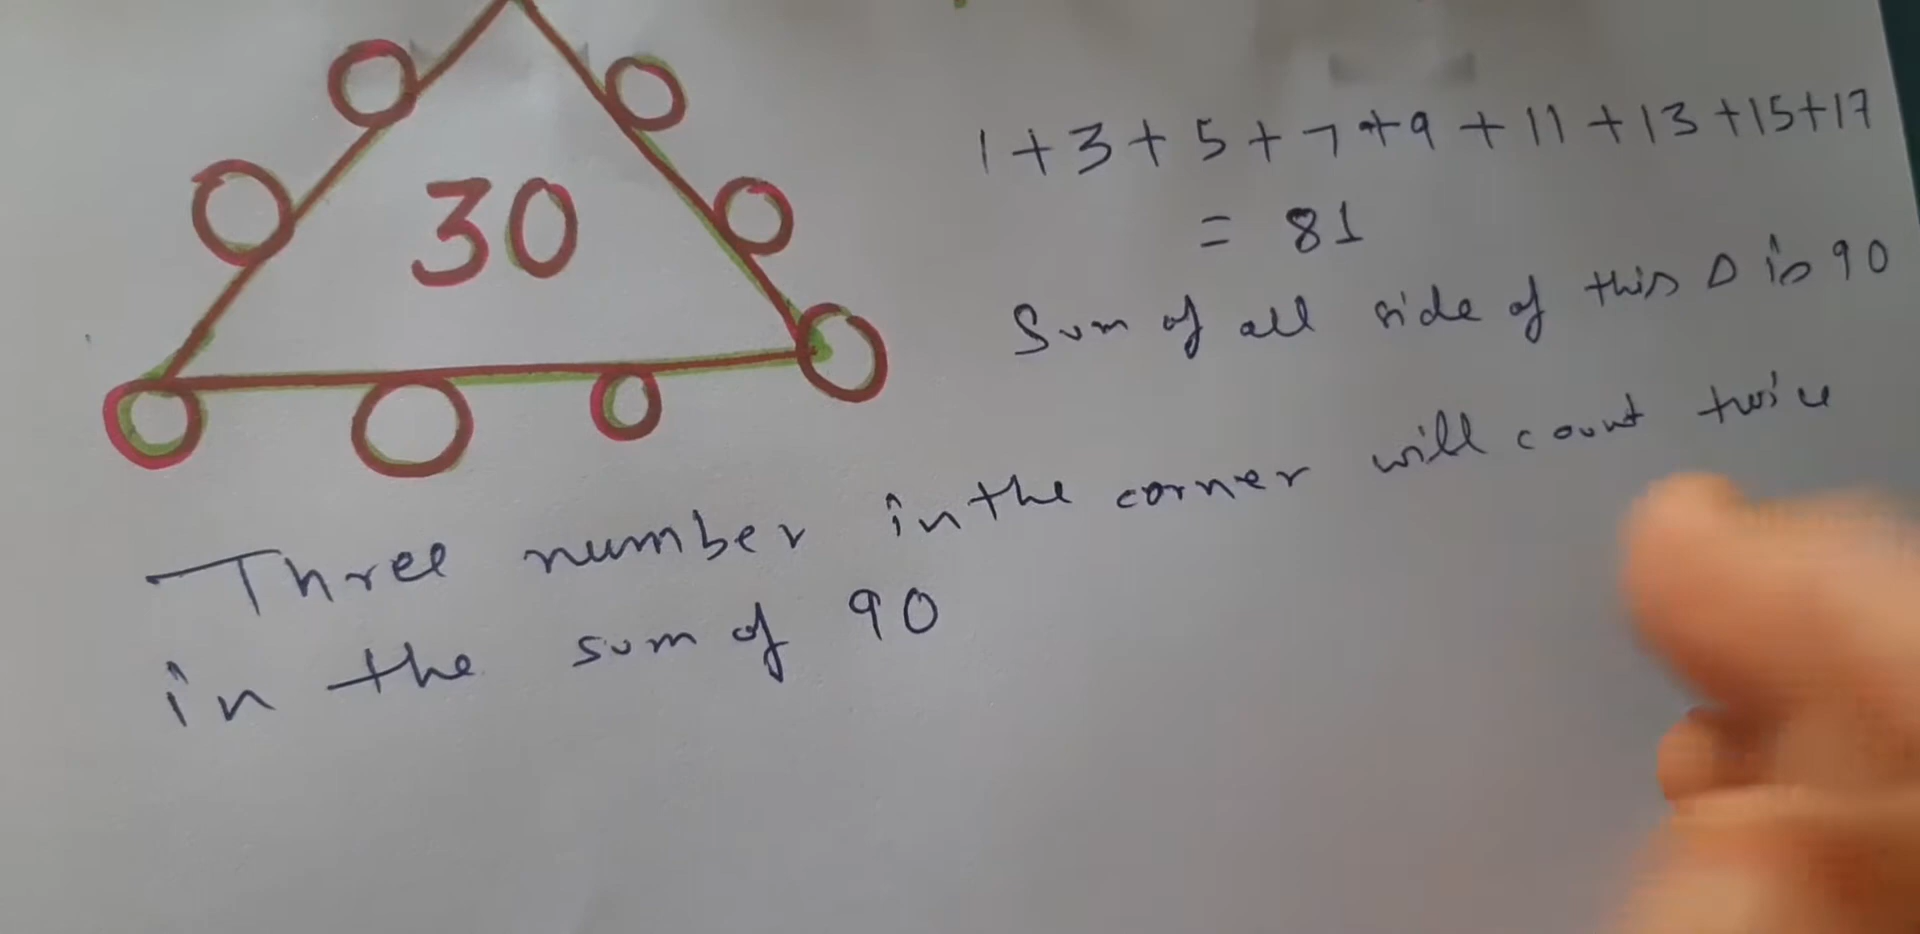 30
1+3+5+7+9+11+13+15+17
= 81
Sum of all side of this Δ is 90
Three number in the corner will count twice
in the sum of 90